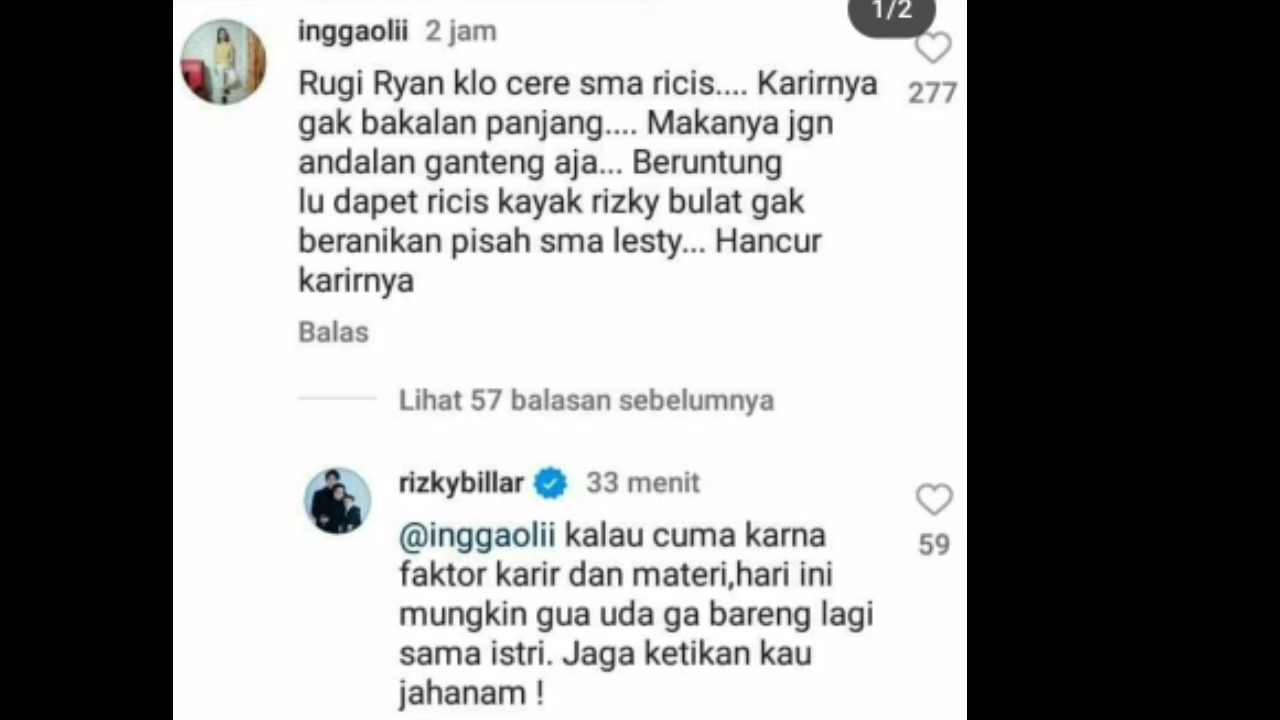 1/2
inggaolii 2 jam
Rugi Ryan klo cere sma ricis.... Karirnya
gak bakalan panjang.... Makanya jgn
andalan ganteng aja... Beruntung
lu dapet ricis kayak rizky bulat gak
beranikan pisah sma lesty... Hancur
karirnya
277
Balas
Lihat 57 balasan sebelumnya
rizkybillar 33 menit
@inggaolii kalau cuma karna
faktor karir dan materi,hari ini
mungkin gua uda ga bareng lagi
sama istri. Jaga ketikan kau
jahanam !
59